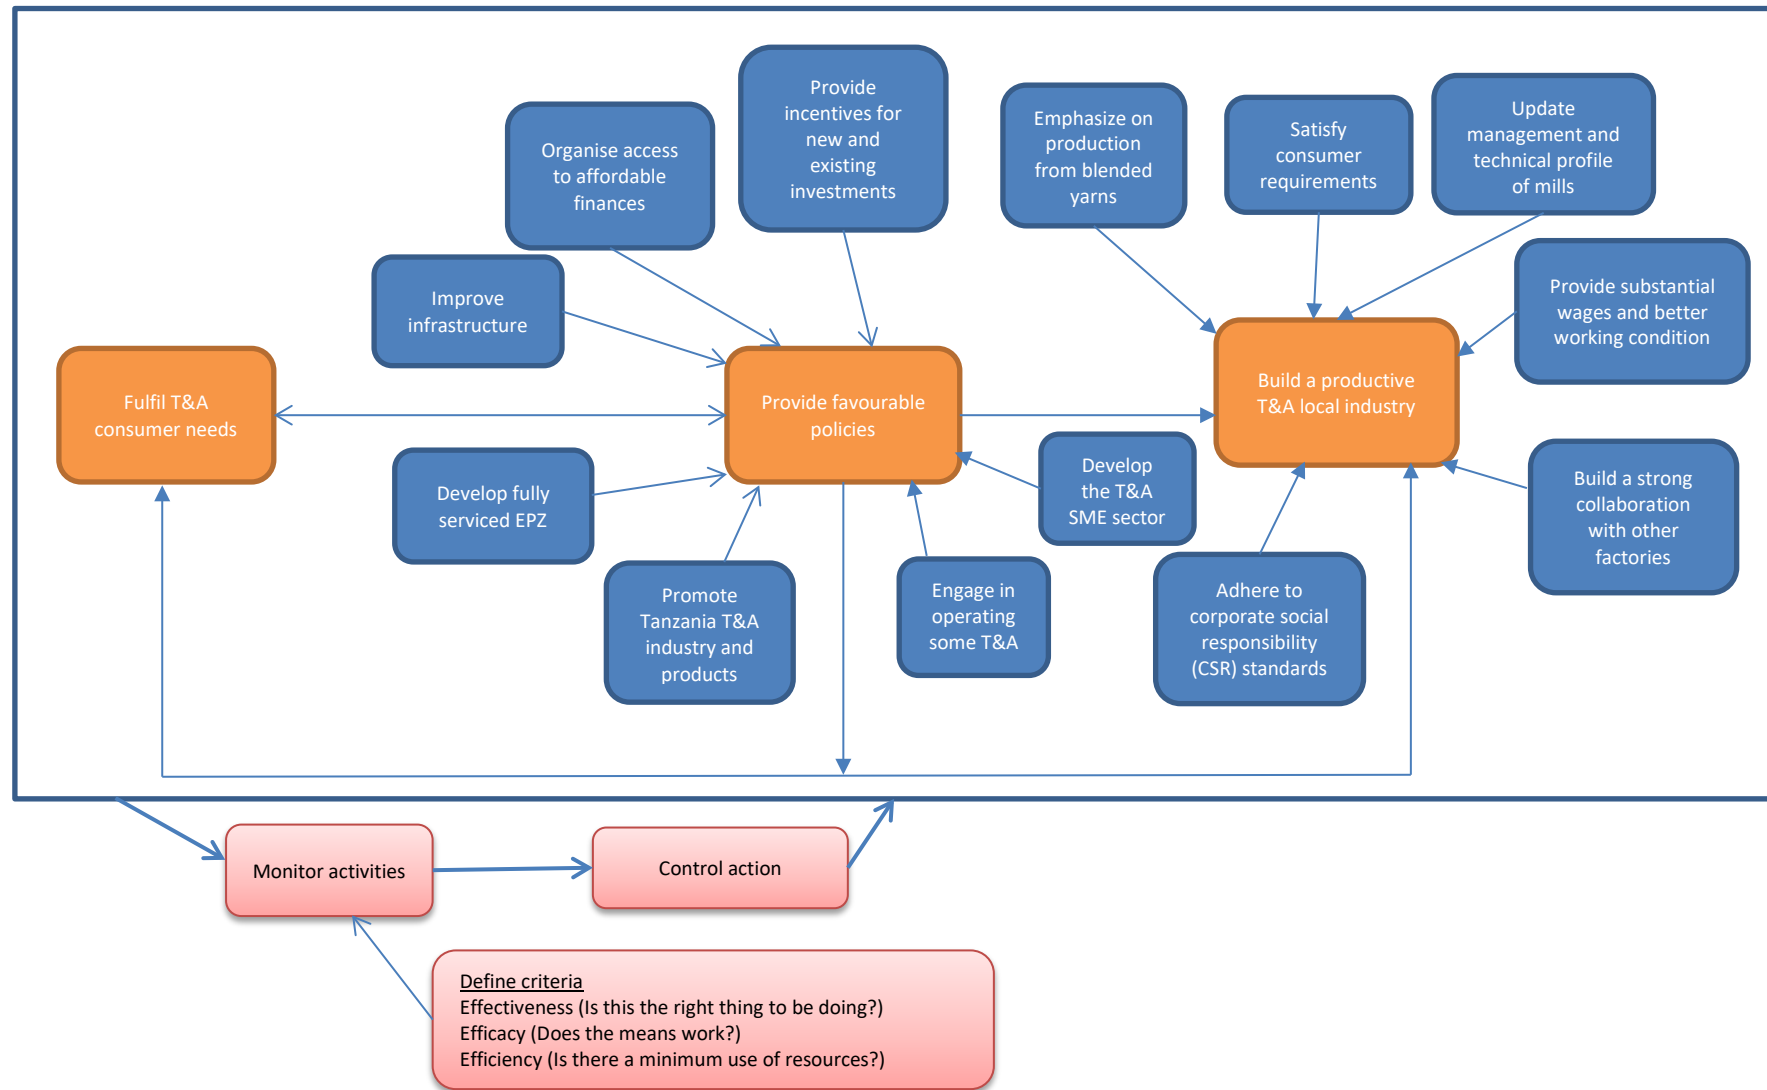 Provide
incentives for
new and
existing
investments
Organise access
to affordable
finances
Improve
infrastructure
Emphasize on
production
from blended
yarns
Satisfy
consumer
requirements
Update
management and
technical profile
of mills
Provide substantial
wages and better
working condition
Fulfil T&A
consumer needs
Provide favourable
policies
Build a productive
T&A local industry
Develop fully
serviced EPZ
Promote
Tanzania T&A
industry and
products
Engage in
operating
some T&A
Develop
the T&A
SME sector
Adhere to
corporate social
responsibility
(CSR) standards
Build a strong
collaboration
with other
factories
Monitor activities
Control action
Define criteria
Effectiveness (Is this the right thing to be doing?)
Efficacy (Does the means work?)
Efficiency (Is there a minimum use of resources?)